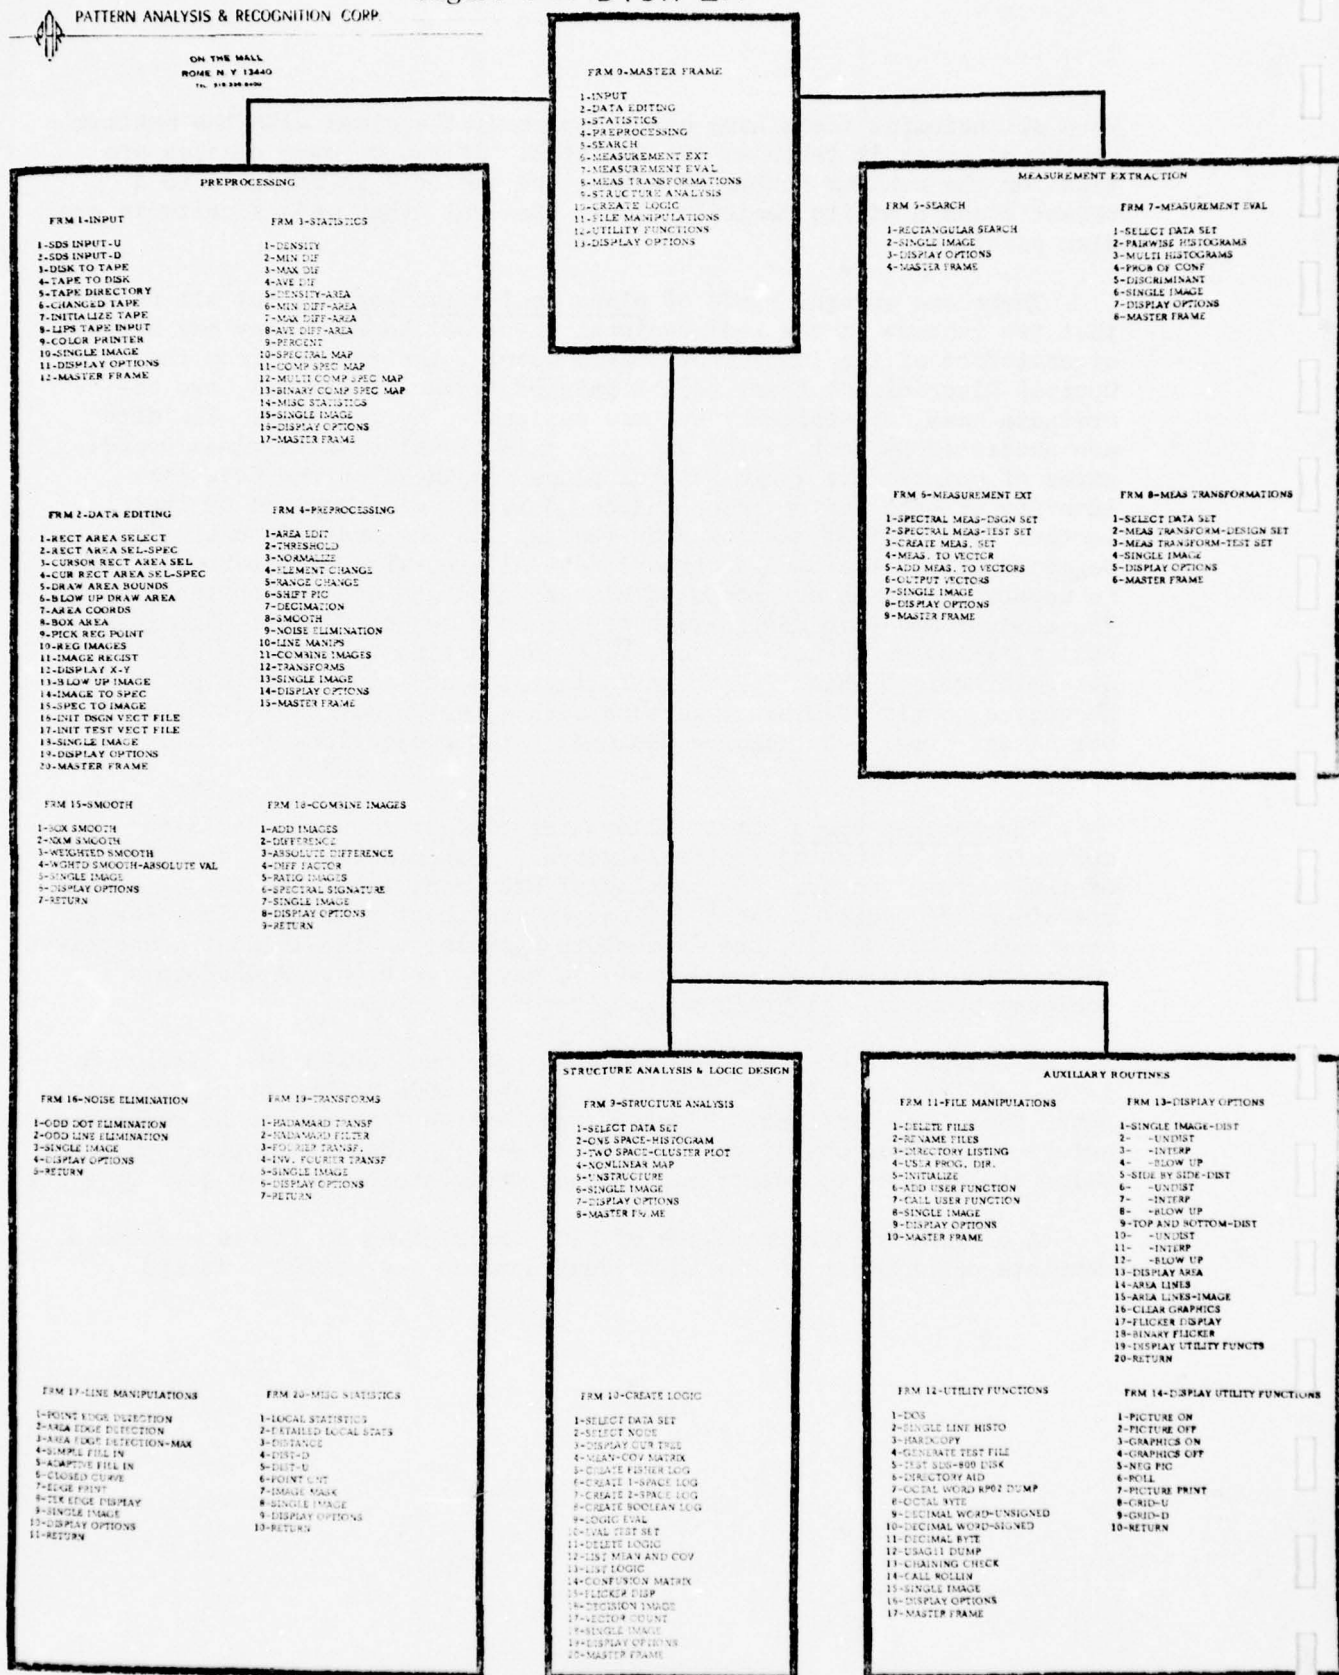 PATTERN ANALYSIS & RECOGNITION CORP.
PAR
ON THE MALL
ROME N Y 13440
FRM 0-MASTER FRAME
1-INPUT
2-DATA EDITING
3-STATISTICS
4-PREPROCESSING
5-SEARCH
6-MEASUREMENT EXT
7-MEASUREMENT EVAL
8-MEAS TRANSFORMATIONS
9-STRUCTURE ANALYSIS
10-CREATE LOGIC
11-FILE MANIPULATIONS
12-UTILITY FUNCTIONS
13-DISPLAY OPTIONS
PREPROCESSING
FRM 1-INPUT
1-SDS INPUT-U
2-SDS INPUT-D
3-DISK TO TAPE
4-TAPE TO DISK
5-TAPE DIRECTORY
6-CHANGED TAPE
7-INITIALIZE TAPE
8-LIPS TAPE INPUT
9-COLOR PRINTER
10-SINGLE IMAGE
11-DISPLAY OPTIONS
12-MASTER FRAME
FRM 3-STATISTICS
1-DENSITY
2-MIN DIF
3-MAX DIF
4-AVE DIF
5-DENSITY-AREA
6-MIN DIFF-AREA
7-MAX DIFF-AREA
8-AVE DIFF-AREA
9-PERCENT
10-SPECTRAL MAP
11-COMP SPEC MAP
12-MULTI COMP SPEC MAP
13-BINARY COMP SPEC MAP
14-MISC STATISTICS
15-SINGLE IMAGE
16-DISPLAY OPTIONS
17-MASTER FRAME
FRM 2-DATA EDITING
1-RECT AREA SELECT
2-RECT AREA SEL-SPEC
3-CURSOR RECT AREA SEL
4-CUR RECT AREA SEL-SPEC
5-DRAW AREA BOUNDS
6-BLOW UP DRAW AREA
7-AREA COORDS
8-BOX AREA
9-PICK REG POINT
10-REG IMAGES
11-IMAGE REGIST
12-DISPLAY X-Y
13-BLOW UP IMAGE
14-IMAGE TO SPEC
15-SPEC TO IMAGE
16-INIT DSGN VECT FILE
17-INIT TEST VECT FILE
18-SINGLE IMAGE
19-DISPLAY OPTIONS
20-MASTER FRAME
FRM 4-PREPROCESSING
1-AREA EDIT
2-THRESHOLD
3-NORMALIZE
4-ELEMENT CHANGE
5-RANGE CHANGE
6-SHIFT PIC
7-DECIMATION
8-SMOOTH
9-NOISE ELIMINATION
10-LINE MANIPS
11-COMBINE IMAGES
12-TRANSFORMS
13-SINGLE IMAGE
14-DISPLAY OPTIONS
15-MASTER FRAME
FRM 15-SMOOTH
1-BOX SMOOTH
2-NXM SMOOTH
3-WEIGHTED SMOOTH
4-WGHTD SMOOTH-ABSOLUTE VAL
5-SINGLE IMAGE
6-DISPLAY OPTIONS
7-RETURN
FRM 18-COMBINE IMAGES
1-ADD IMAGES
2-DIFFERENCE
3-ABSOLUTE DIFFERENCE
4-DIFF FACTOR
5-RATIO IMAGES
6-SPECTRAL SIGNATURE
7-SINGLE IMAGE
8-DISPLAY OPTIONS
9-RETURN
FRM 16-NOISE ELIMINATION
1-ODD DOT ELIMINATION
2-ODD LINE ELIMINATION
3-SINGLE IMAGE
4-DISPLAY OPTIONS
5-RETURN
FRM 19-TRANSFORMS
1-HADAMARD TRANSF
2-HADAMARD FILTER
3-FOURIER TRANSF.
4-INV. FOURIER TRANSF
5-SINGLE IMAGE
6-DISPLAY OPTIONS
7-RETURN
FRM 17-LINE MANIPULATIONS
1-POINT EDGE DETECTION
2-AREA EDGE DETECTION
3-AREA EDGE DETECTION-MAX
4-SIMPLE FILL IN
5-ADAPTIVE FILL IN
6-CLOSED CURVE
7-EDGE PRINT
8-TEK EDGE DISPLAY
9-SINGLE IMAGE
10-DISPLAY OPTIONS
11-RETURN
FRM 20-MISC STATISTICS
1-LOCAL STATISTICS
2-DETAILED LOCAL STATS
3-DISTANCE
4-DIST-D
5-DIST-U
6-POINT CNT
7-IMAGE MASK
8-SINGLE IMAGE
9-DISPLAY OPTIONS
10-RETURN
MEASUREMENT EXTRACTION
FRM 5-SEARCH
1-RECTANGULAR SEARCH
2-SINGLE IMAGE
3-DISPLAY OPTIONS
4-MASTER FRAME
FRM 7-MEASUREMENT EVAL
1-SELECT DATA SET
2-PAIRWISE HISTOGRAMS
3-MULTI HISTOGRAMS
4-PROB OF CONF
5-DISCRIMINANT
6-SINGLE IMAGE
7-DISPLAY OPTIONS
8-MASTER FRAME
FRM 6-MEASUREMENT EXT
1-SPECTRAL MEAS-DSGN SET
2-SPECTRAL MEAS-TEST SET
3-CREATE MEAS. SET
4-MEAS. TO VECTOR
5-ADD MEAS. TO VECTORS
6-OUTPUT VECTORS
7-SINGLE IMAGE
8-DISPLAY OPTIONS
9-MASTER FRAME
FRM 8-MEAS TRANSFORMATIONS
1-SELECT DATA SET
2-MEAS TRANSFORM-DESIGN SET
3-MEAS TRANSFORM-TEST SET
4-SINGLE IMAGE
5-DISPLAY OPTIONS
6-MASTER FRAME
STRUCTURE ANALYSIS & LOGIC DESIGN
FRM 9-STRUCTURE ANALYSIS
1-SELECT DATA SET
2-ONE SPACE-HISTOGRAM
3-TWO SPACE-CLUSTER PLOT
4-NONLINEAR MAP
5-UNSTRUCTURE
6-SINGLE IMAGE
7-DISPLAY OPTIONS
8-MASTER FRAME
FRM 10-CREATE LOGIC
1-SELECT DATA SET
2-SELECT NODE
3-DISPLAY CUR TREE
4-MEAN-COV MATRIX
5-CREATE FISHER LOG
6-CREATE 1-SPACE LOG
7-CREATE 2-SPACE LOG
8-CREATE BOOLEAN LOG
9-LOGIC EVAL
10-EVAL TEST SET
11-DELETE LOGIC
12-LIST MEAN AND COV
13-LIST LOGIC
14-CONFUSION MATRIX
15-FLICKER DISP
16-DECISION IMAGE
17-VECTOR COUNT
18-SINGLE IMAGE
19-DISPLAY OPTIONS
20-MASTER FRAME
AUXILIARY ROUTINES
FRM 11-FILE MANIPULATIONS
1-DELETE FILES
2-RENAME FILES
3-DIRECTORY LISTING
4-USER PROG. DIR.
5-INITIALIZE
6-ADD USER FUNCTION
7-CALL USER FUNCTION
8-SINGLE IMAGE
9-DISPLAY OPTIONS
10-MASTER FRAME
FRM 13-DISPLAY OPTIONS
1-SINGLE IMAGE-DIST
2- -UNDIST
3- -INTERP
4- -BLOW UP
5-SIDE BY SIDE-DIST
6- -UNDIST
7- -INTERP
8- -BLOW UP
9-TOP AND BOTTOM-DIST
10- -UNDIST
11- -INTERP
12- -BLOW UP
13-DISPLAY AREA
14-AREA LINES
15-AREA LINES-IMAGE
16-CLEAR GRAPHICS
17-FLICKER DISPLAY
18-BINARY FLICKER
19-DISPLAY UTILITY FUNCTS
20-RETURN
FRM 12-UTILITY FUNCTIONS
1-DOS
2-SINGLE LINE HISTO
3-HARDCOPY
4-GENERATE TEST FILE
5-TEST SDS-800 DISK
6-DIRECTORY AID
7-OCTAL WORD RP02 DUMP
8-OCTAL BYTE
9-DECIMAL WORD-UNSIGNED
10-DECIMAL WORD-SIGNED
11-DECIMAL BYTE
12-USAG11 DUMP
13-CHAINING CHECK
14-CALL ROLLIN
15-SINGLE IMAGE
16-DISPLAY OPTIONS
17-MASTER FRAME
FRM 14-DISPLAY UTILITY FUNCTIONS
1-PICTURE ON
2-PICTURE OFF
3-GRAPHICS ON
4-GRAPHICS OFF
5-NEG PIC
6-POLL
7-PICTURE PRINT
8-GRID-U
9-GRID-D
10-RETURN